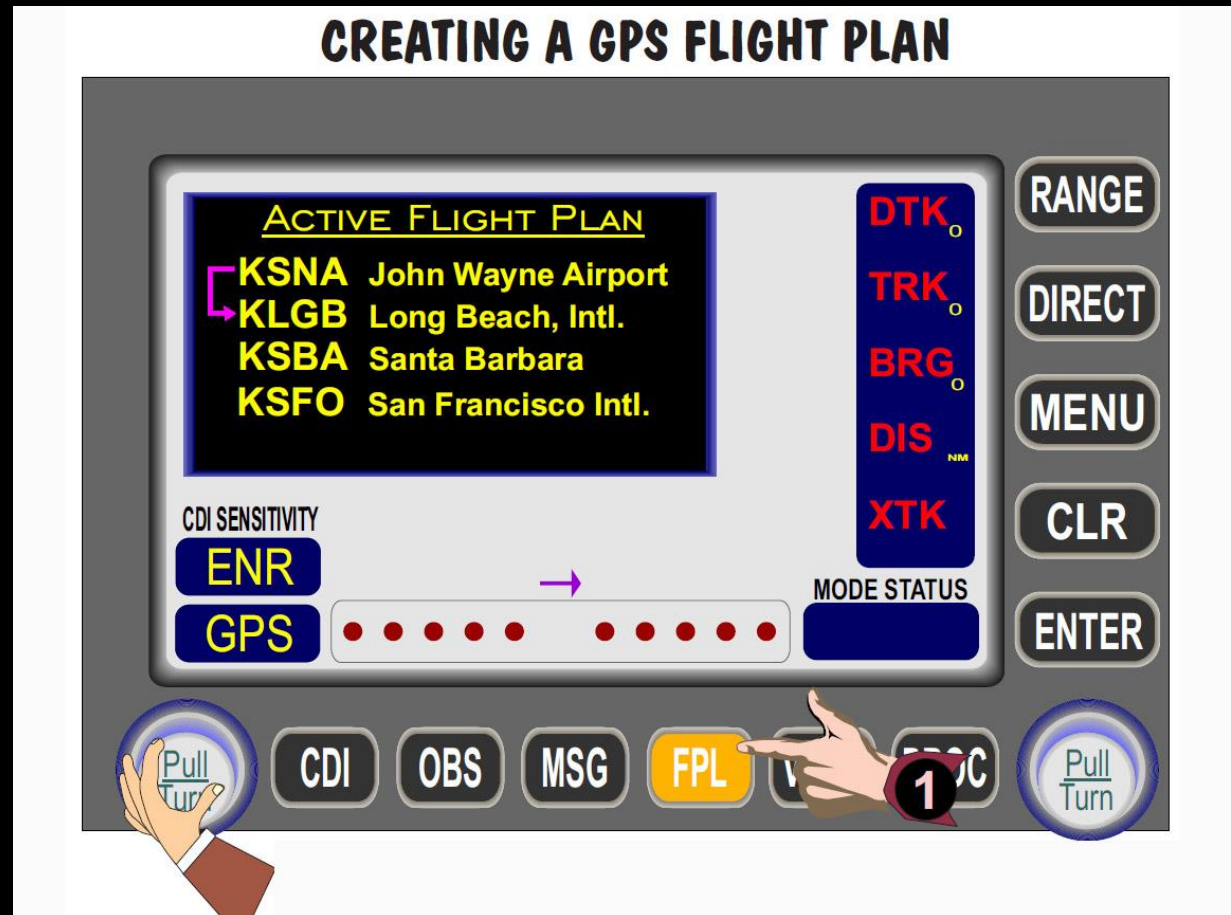 CREATING A GPS FLIGHT PLAN
ACTIVE FLIGHT PLAN
KSNA John Wayne Airport
KLGB Long Beach, Intl.
KSBA Santa Barbara
KSFO San Francisco Intl.
DTK O
TRK O
BRG O
DIS NM
XTK
CDI SENSITIVITY
ENR
GPS
MODE STATUS
RANGE
DIRECT
MENU
CLR
ENTER
Pull
Turn
CDI
OBS
MSG
FPL
1
Pull
Turn